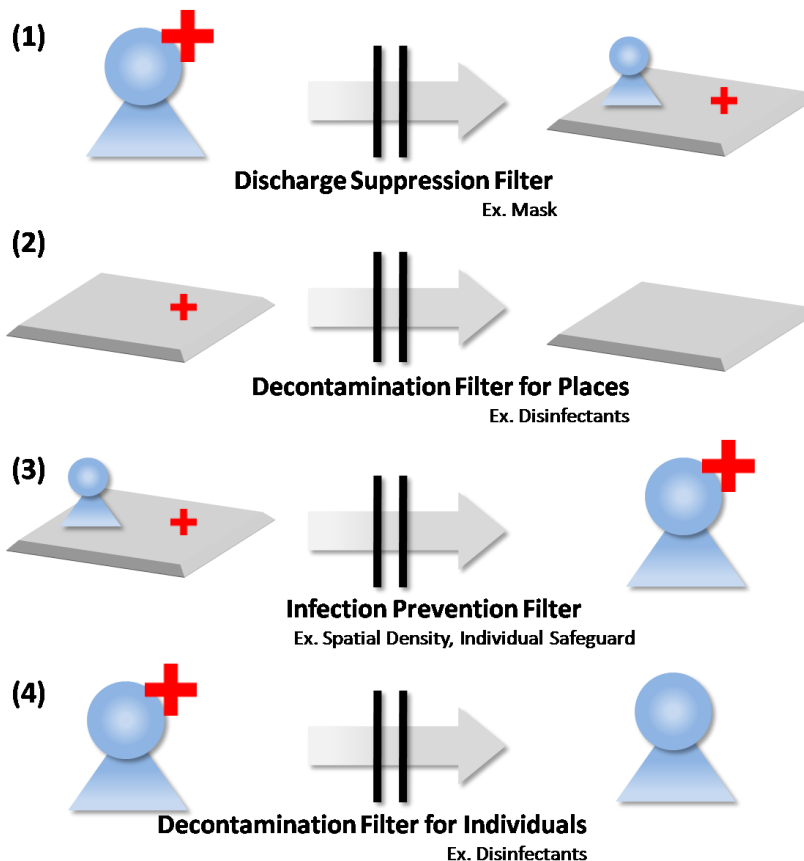 (1)
Discharge Suppression Filter
Ex. Mask
(2)
Decontamination Filter for Places
Ex. Disinfectants
(3)
Infection Prevention Filter
Ex. Spatial Density, Individual Safeguard
(4)
Decontamination Filter for Individuals
Ex. Disinfectants